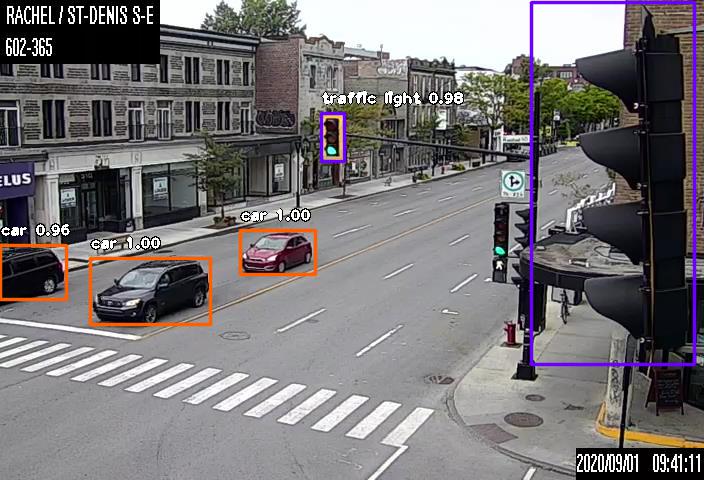 RACHEL / ST-DENIS S-E
602-365
traffic light 0.98
ELUS
car 0.96
car 1.00
car 1.00
2020/09/01 09:41:11